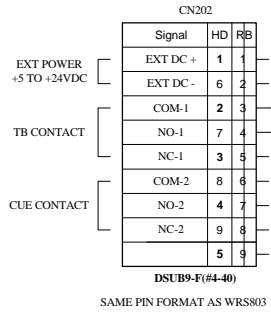 CN202
Signal HD RB
EXT POWER
+5 TO +24VDC
EXT DC + 1 1
EXT DC - 6 2
TB CONTACT
COM-1 2 3
NO-1 7 4
NC-1 3 5
CUE CONTACT
COM-2 8 6
NO-2 4 7
NC-2 9 8
5 9
DSUB9-F(#4-40)
SAME PIN FORMAT AS WRS803